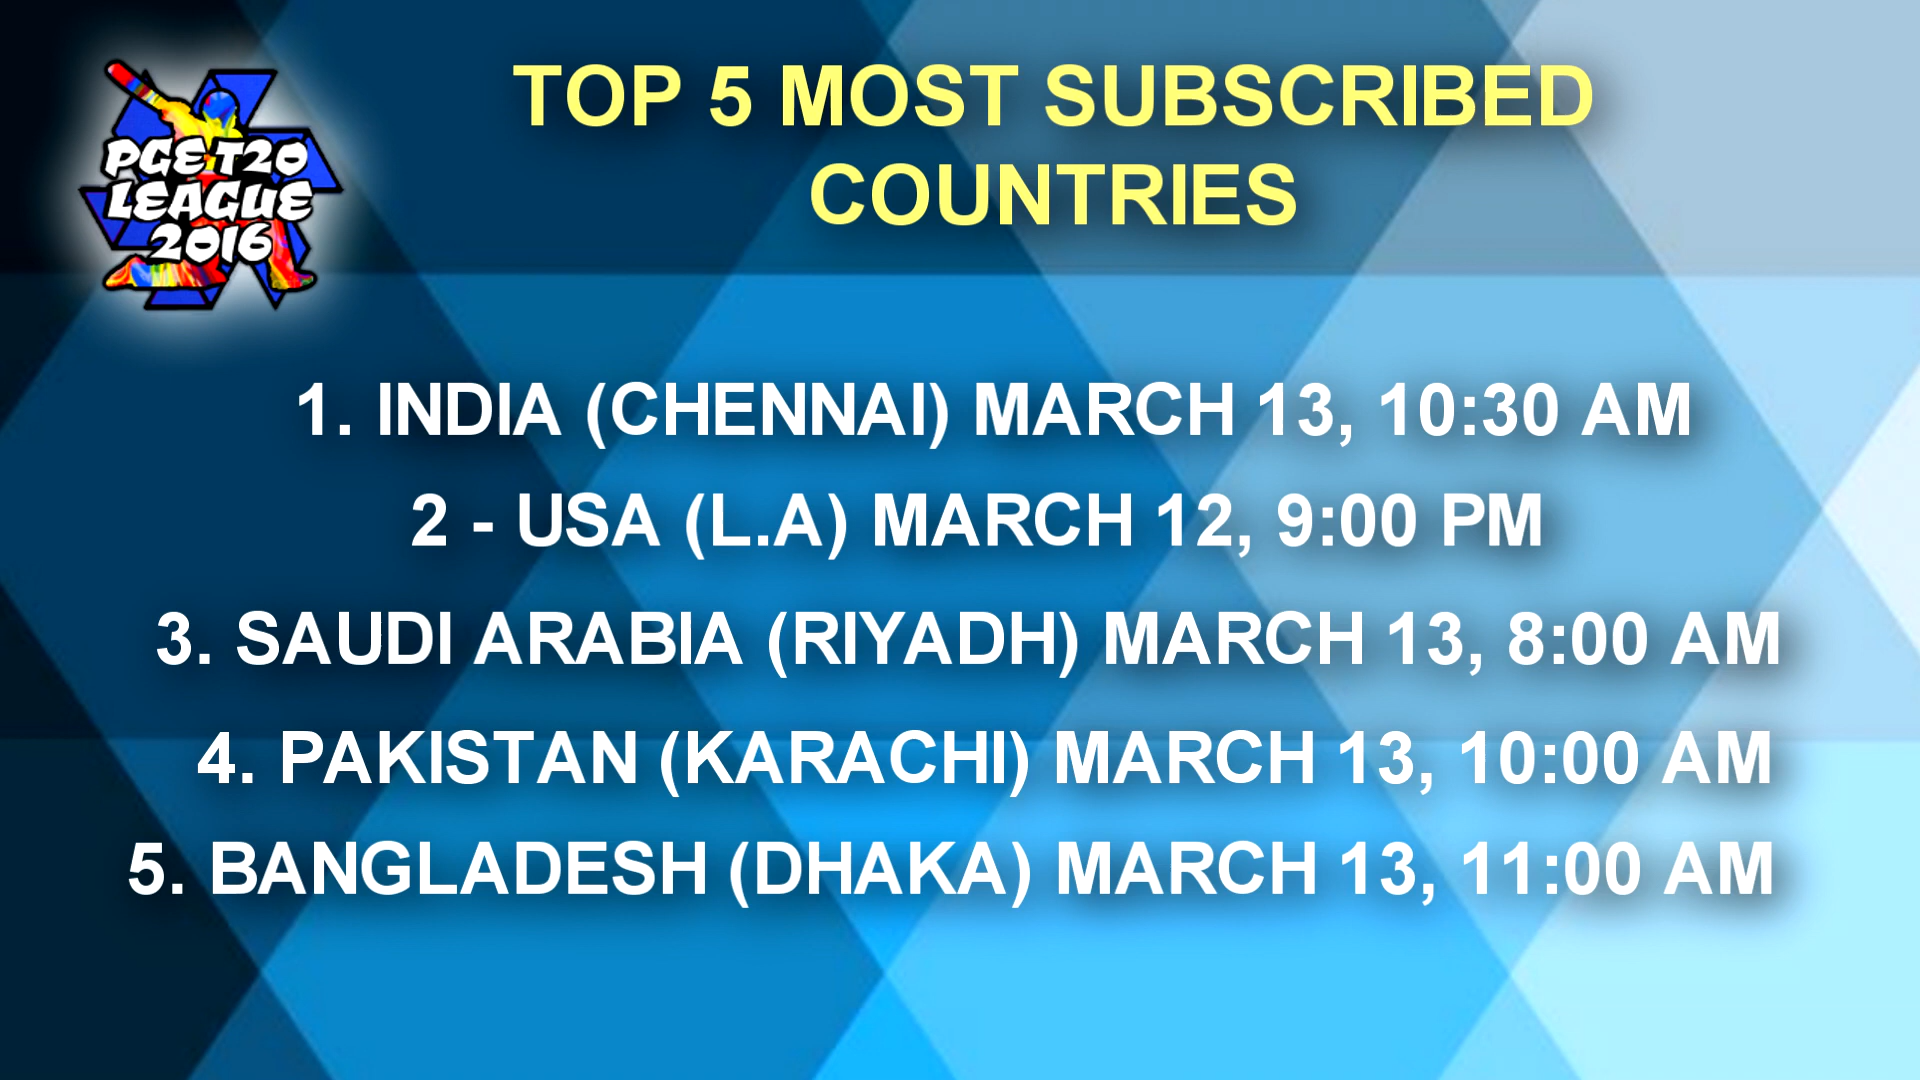 PGE T20
LEAGUE
2016
TOP 5 MOST SUBSCRIBED
COUNTRIES
1. INDIA (CHENNAI) MARCH 13, 10:30 AM
2 - USA (L.A) MARCH 12, 9:00 PM
3. SAUDI ARABIA (RIYADH) MARCH 13, 8:00 AM
4. PAKISTAN (KARACHI) MARCH 13, 10:00 AM
5. BANGLADESH (DHAKA) MARCH 13, 11:00 AM